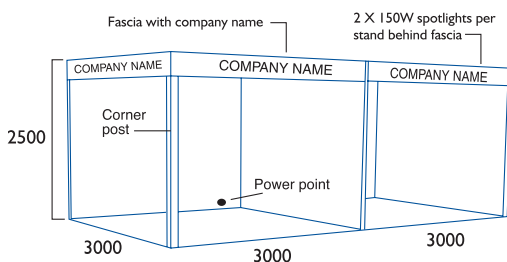 Fascia with company name
2 X 150W spotlights per
stand behind fascia
COMPANY NAME
COMPANY NAME
COMPANY NAME
Corner
post
2500
Power point
3000
3000
3000